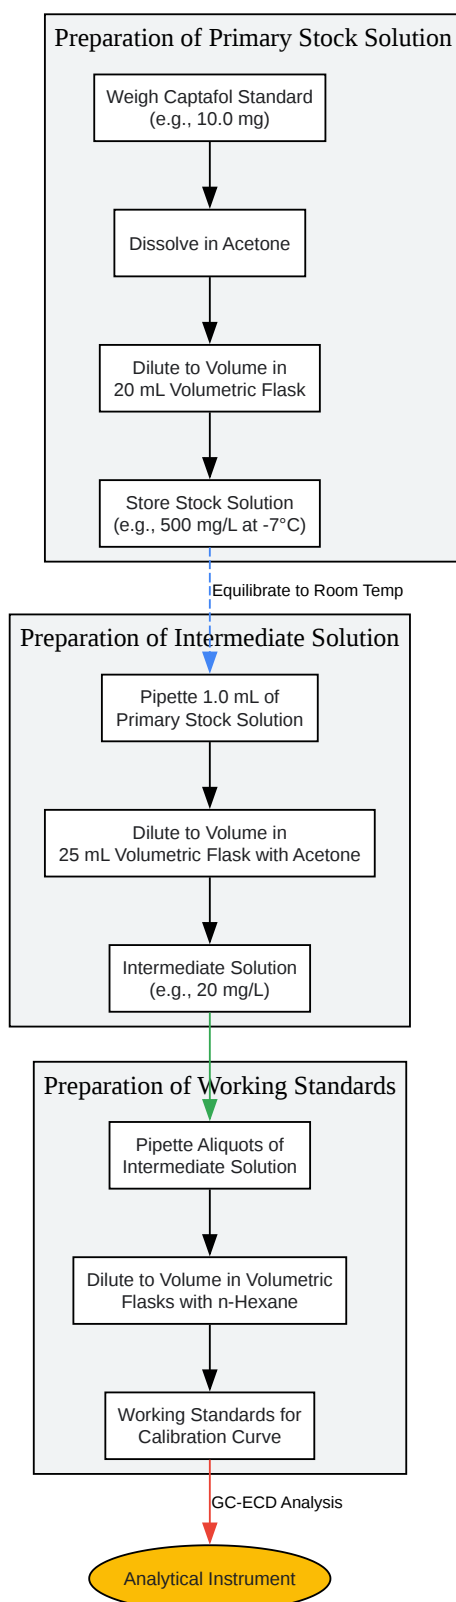 Preparation of Primary Stock Solution
Weigh Captafol Standard
(e.g., 10.0 mg)
Dissolve in Acetone
Dilute to Volume in
20 mL Volumetric Flask
Store Stock Solution
(e.g., 500 mg/L at -7°C)
Equilibrate to Room Temp
Preparation of Intermediate Solution
Pipette 1.0 mL of
Primary Stock Solution
Dilute to Volume in
25 mL Volumetric Flask with Acetone
Intermediate Solution
(e.g., 20 mg/L)
Preparation of Working Standards
Pipette Aliquots of
Intermediate Solution
Dilute to Volume in Volumetric
Flasks with n-Hexane
Working Standards for
Calibration Curve
GC-ECD Analysis
Analytical Instrument